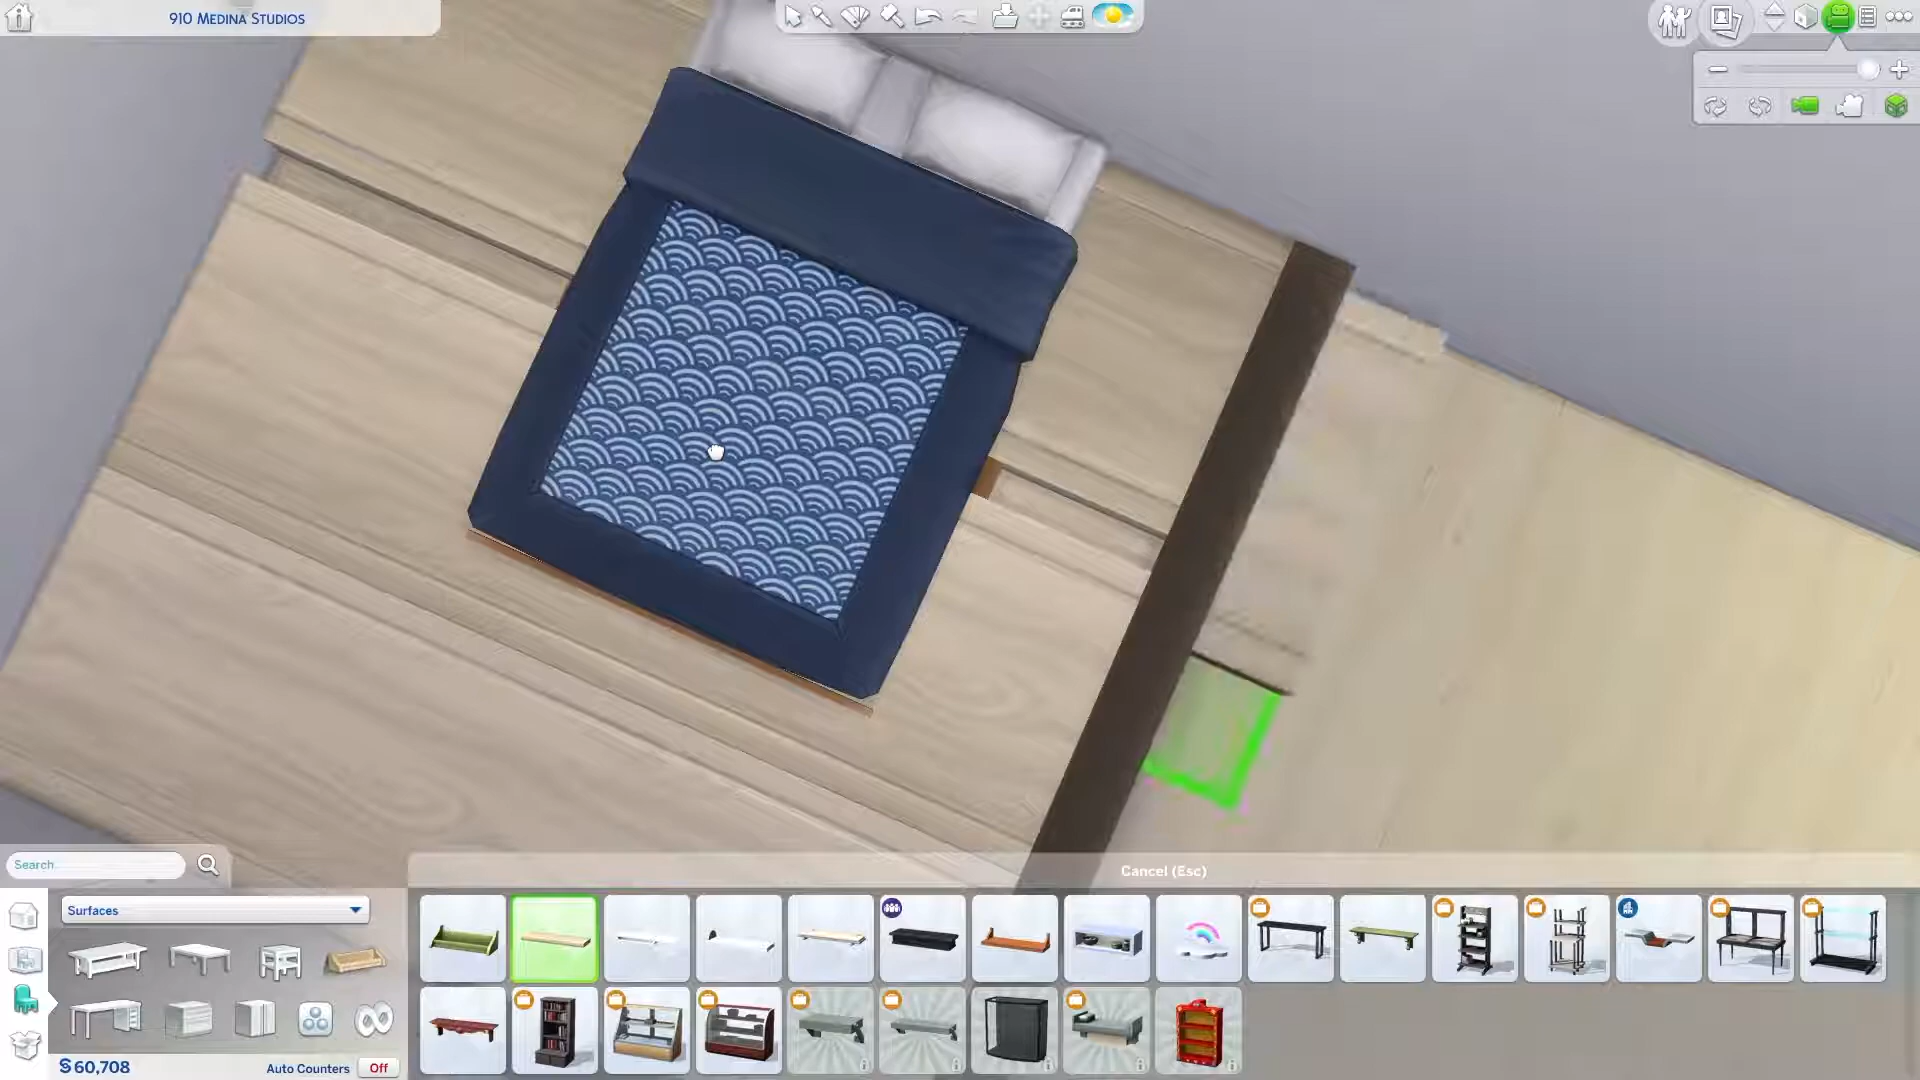 910 Medina Studios
Cancel (Esc)
Search
Surfaces
§60,708
Auto Counters
Off